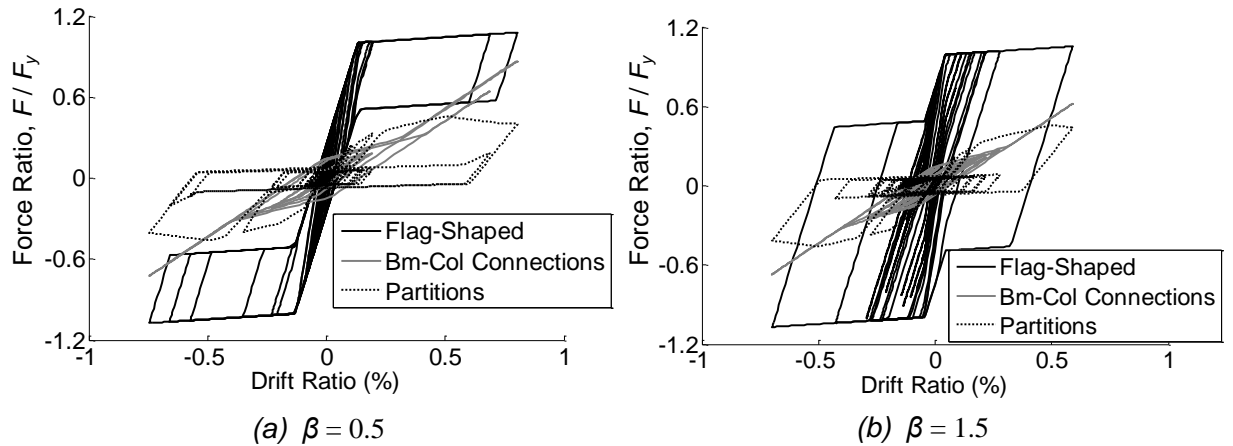 1.2
0.6
0
-0.6
-1.2
Force Ratio, F / Fy
-1
-0.5
0
0.5
1
Drift Ratio (%)
Flag-Shaped
Bm-Col Connections
Partitions
(a) β = 0.5
1.2
0.6
0
-0.6
-1.2
Force Ratio, F / Fy
-1
-0.5
0
0.5
1
Drift Ratio (%)
Flag-Shaped
Bm-Col Connections
Partitions
(b) β = 1.5